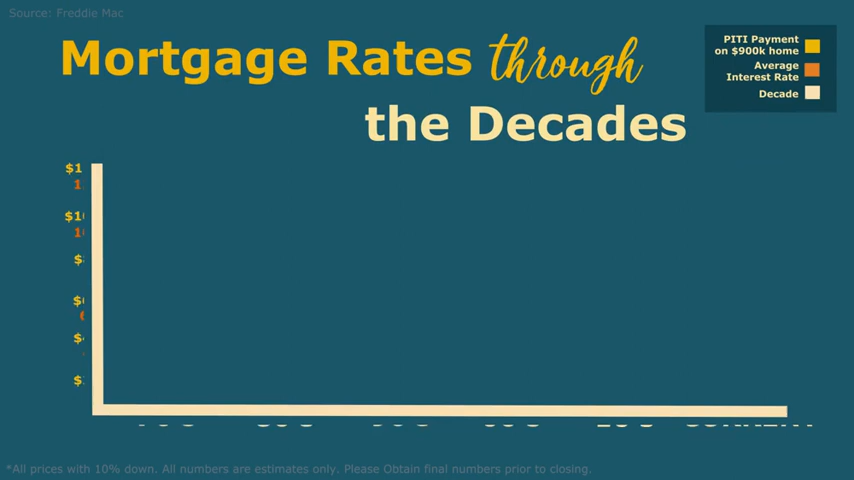 Source: Freddie Mac
Mortgage Rates through
the Decades
PITI Payment
on $900k home
Average
Interest Rate
Decade
*All prices with 10% down. All numbers are estimates only. Please Obtain final numbers prior to closing.